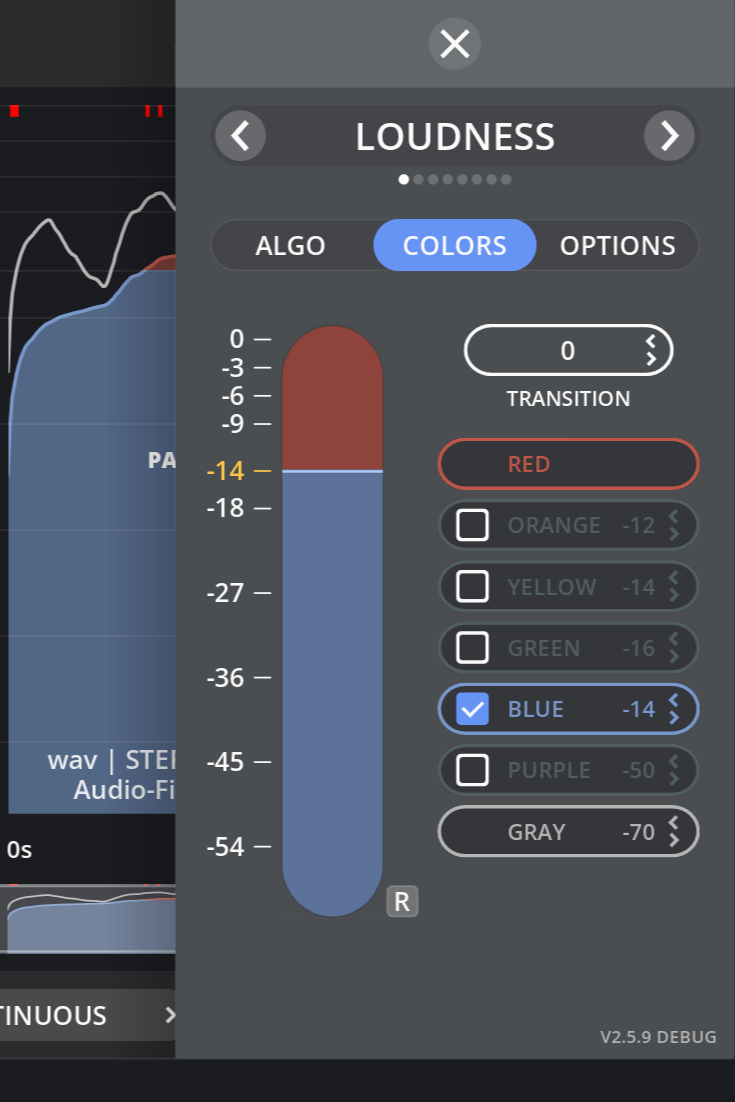 LOUDNESS
ALGO
COLORS
OPTIONS
0
-3
-6
-9
-14
-18
-27
-36
-45
-54
R
0
TRANSITION
RED
ORANGE -12
YELLOW -14
GREEN -16
BLUE -14
PURPLE -50
GRAY -70
PA
wav | STE
Audio-Fi
0s
TINUOUS
V2.5.9 DEBUG